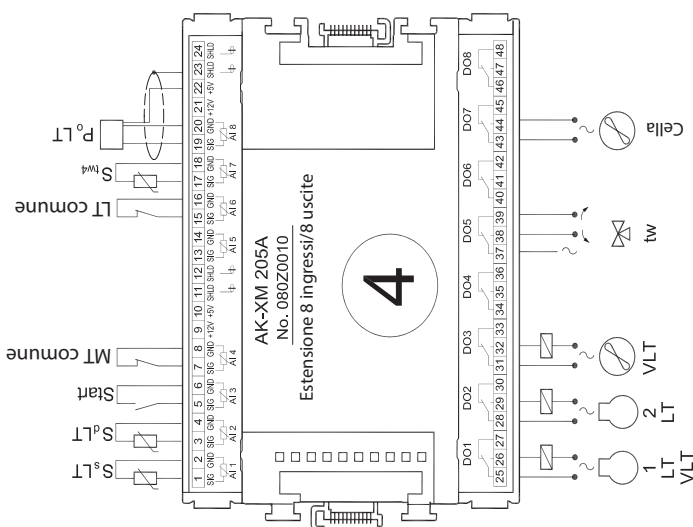 PoLT
Stw4
LT comune
MT comune
Start
SdLT
SsLT
1 2 3 4 5 6 7 8 9 10 11 12 13 14 15 16 17 18 19 20 21 22 23 24
SIG GND SIG GND SIG GND SIG GND +12V +5V SHLD SHLD SIG GND SIG GND SIG GND SIG GND +12V +5V SHLD SHLD
AI 1 AI 2 AI 3 AI 4 AI 5 AI 6 AI 7 AI 8
AK-XM 205A
No. 080Z0010
Estensione 8 ingressi/8 uscite
4
DO1 DO2 DO3 DO4 DO5 DO6 DO7 DO8
25 26 27 28 29 30 31 32 33 34 35 36 37 38 39 40 41 42 43 44 45 46 47 48
1
LT
VLT
2
LT
VLT
tw
Cella